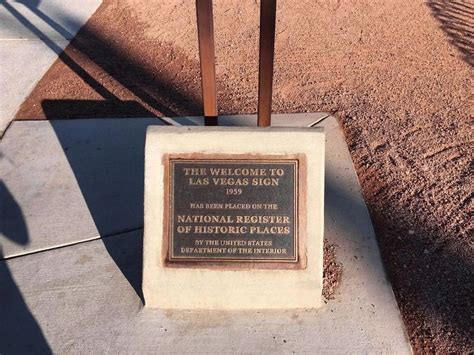 THE WELCOME TO
LAS VEGAS SIGN
1959
HAS BEEN PLACED ON THE
NATIONAL REGISTER
OF HISTORIC PLACES
BY THE UNITED STATES
DEPARTMENT OF THE INTERIOR